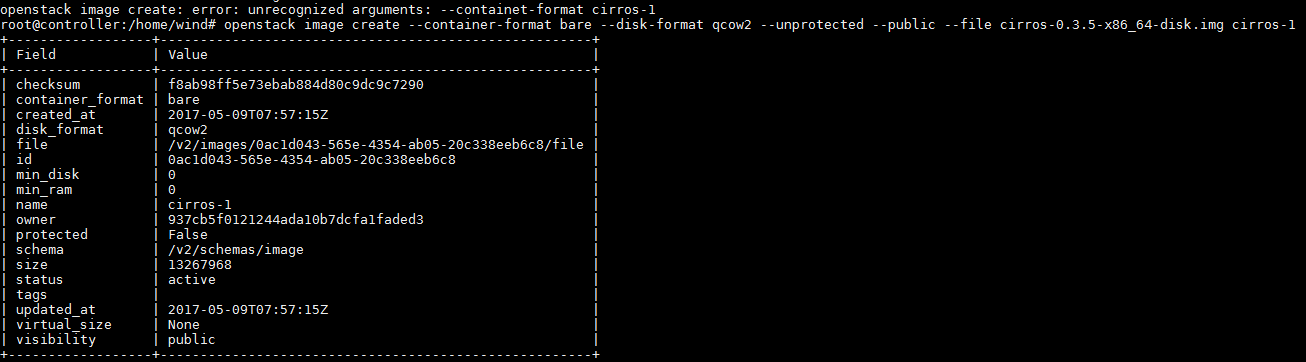 openstack image create: error: unrecognized arguments: --containet-format cirros-1
root@controller:/home/wind# openstack image create --container-format bare --disk-format qcow2 --unprotected --public --file cirros-0.3.5-x86_64-disk.img cirros-1
+------------------+------------------------------------------------------+
| Field            | Value                                                |
+------------------+------------------------------------------------------+
| checksum         | f8ab98ff5e73ebab884d80c9dc9c7290                     |
| container_format | bare                                                 |
| created_at       | 2017-05-09T07:57:15Z                                 |
| disk_format      | qcow2                                                |
| file             | /v2/images/0ac1d043-565e-4354-ab05-20c338eeb6c8/file |
| id               | 0ac1d043-565e-4354-ab05-20c338eeb6c8                 |
| min_disk         | 0                                                    |
| min_ram          | 0                                                    |
| name             | cirros-1                                             |
| owner            | 937cb5f0121244ada10b7dcfa1faded3                     |
| protected        | False                                                |
| schema           | /v2/schemas/image                                    |
| size             | 13267968                                             |
| status           | active                                               |
| tags             |                                                      |
| updated_at       | 2017-05-09T07:57:15Z                                 |
| virtual_size     | None                                                 |
| visibility       | public                                               |
+------------------+------------------------------------------------------+